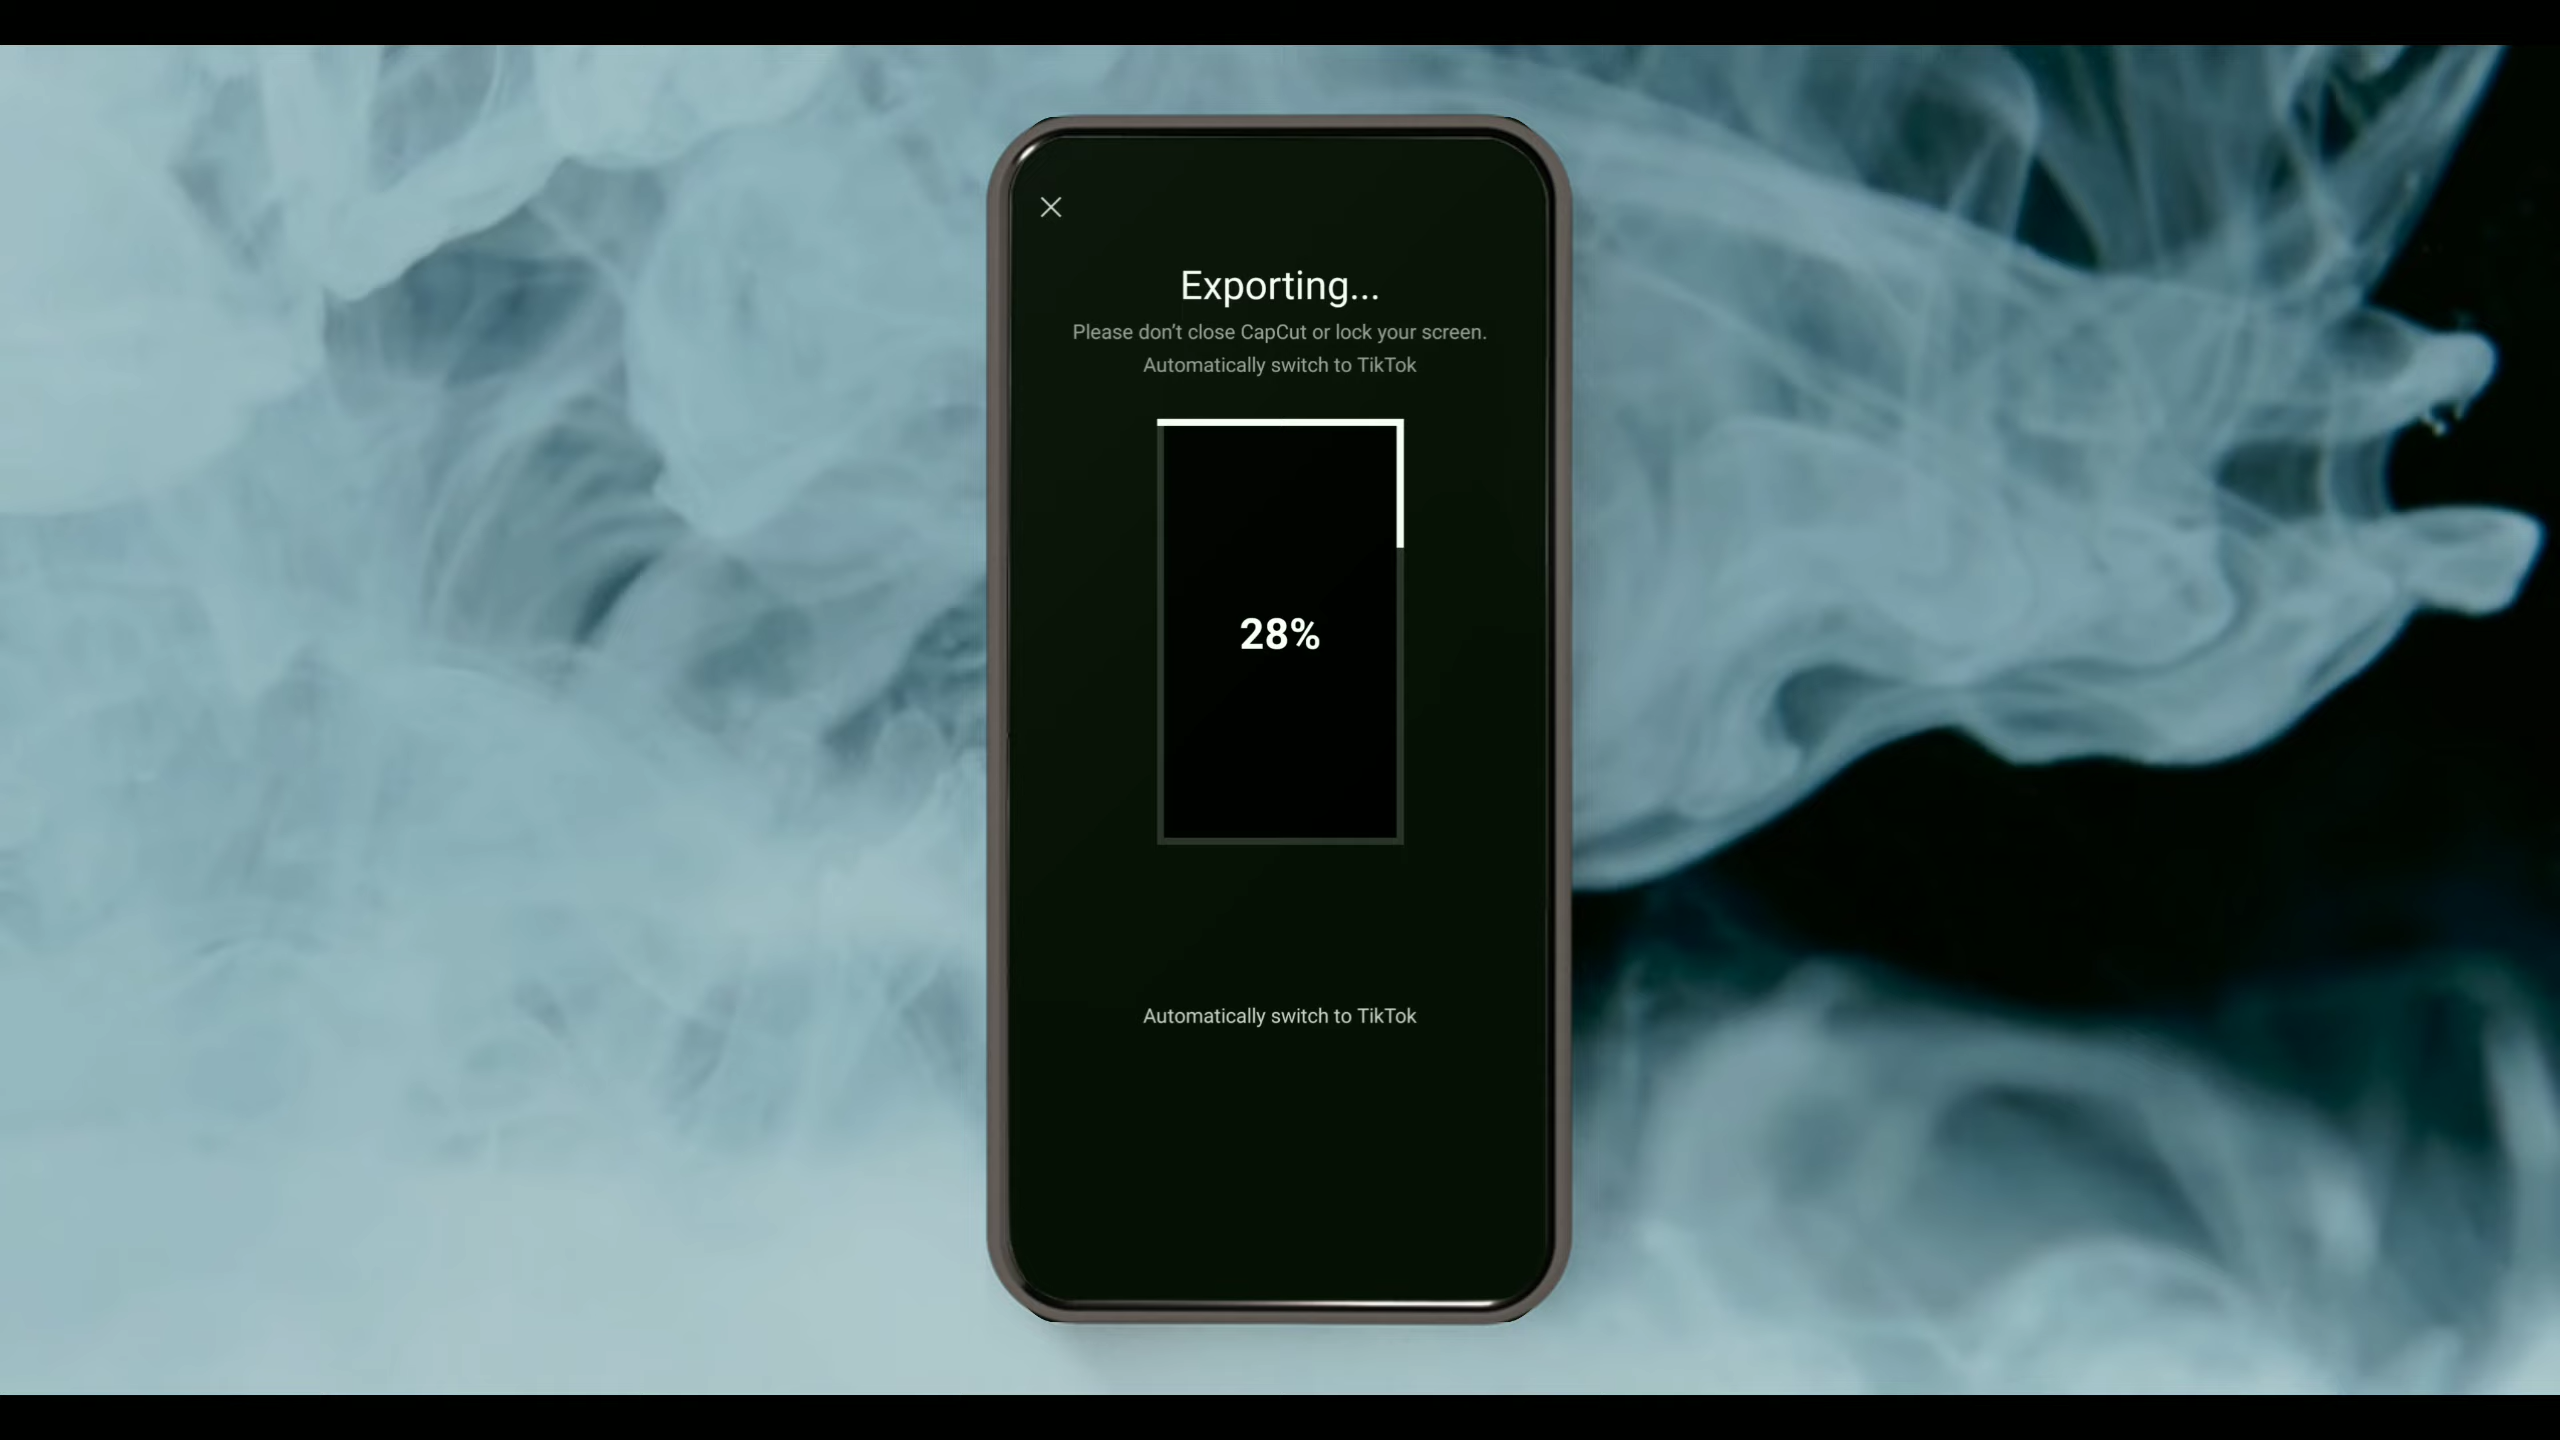 Exporting...
Please don't close CapCut or lock your screen.
Automatically switch to TikTok
28%
Automatically switch to TikTok